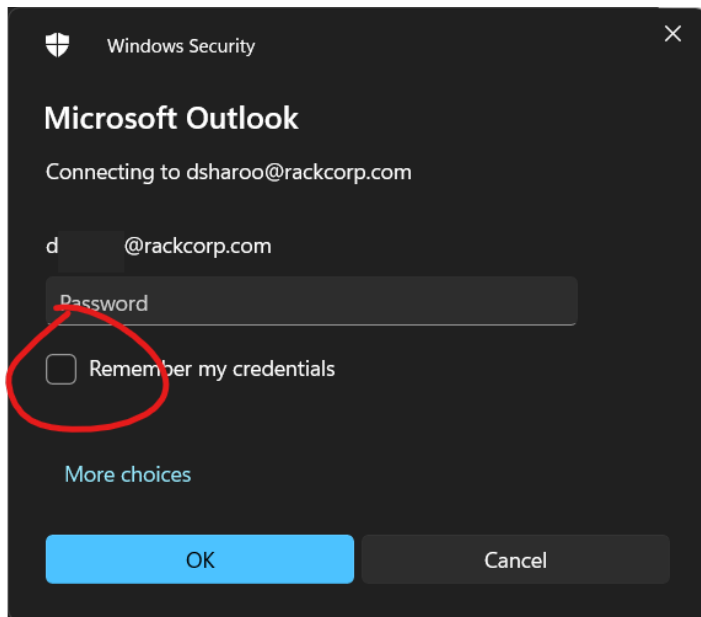 Windows Security
Microsoft Outlook
Connecting to dsharoo@rackcorp.com
d @rackcorp.com
Password
Remember my credentials
More choices
OK
Cancel